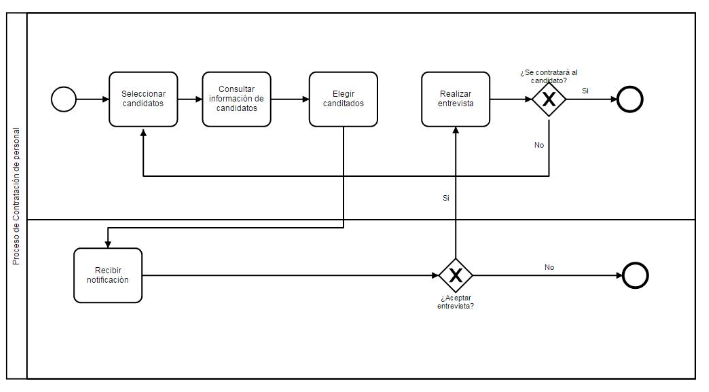 Proceso de Contratación de personal
Seleccionar
candidatos
Consultar
información de
candidatos
Elegir
canditados
Realizar
entrevista
¿Se contratará al
candidato?
Si
No
Si
Recibir
notificación
¿Aceptar
entrevista?
No